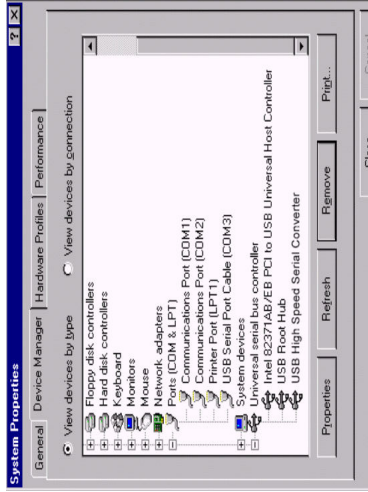 System Properties
General Device Manager Hardware Profiles Performance
View devices by type View devices by connection
Floppy disk controllers
Hard disk controllers
Keyboard
Monitors
Mouse
Network adapters
Ports (COM & LPT)
Communications Port (COM1)
Communications Port (COM2)
Printer Port (LPT1)
USB Serial Port Cable (COM3)
System devices
Universal serial bus controller
Intel 82371AB/EB PCI to USB Universal Host Controller
USB Root Hub
USB High Speed Serial Converter
Properties Refresh Remove Print...